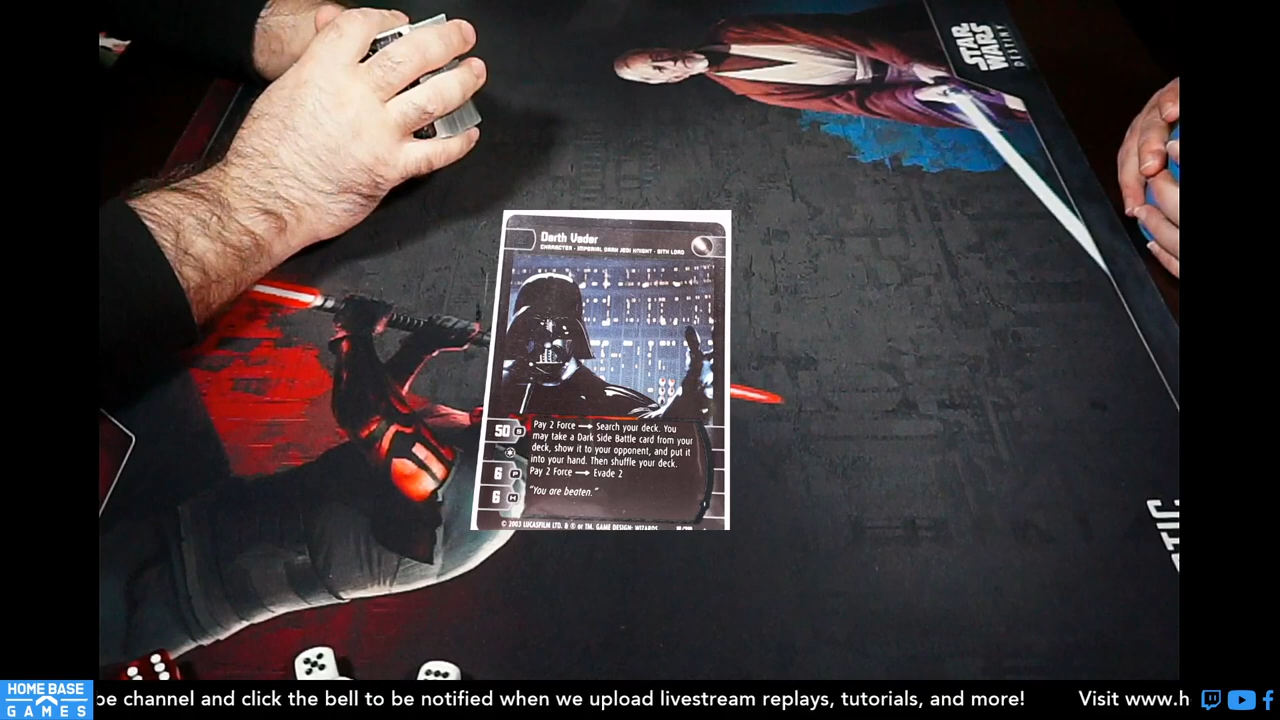 STAR
WARS
DESTINY
Darth Vader
CHARACTER - IMPERIAL DARK JEDI KNIGHT - SITH LORD
50
6
6
Pay 2 Force → Search your deck. You
may take a Dark Side Battle card from your
deck, show it to your opponent, and put it
into your hand. Then shuffle your deck.
Pay 2 Force → Evade 2
"You are beaten."
© 2003 LUCASFILM LTD. & ® or TM. GAME DESIGN: WIZARDS
HOME BASE
GAMES
be channel and click the bell to be notified when we upload livestream replays, tutorials, and more! Visit www.h